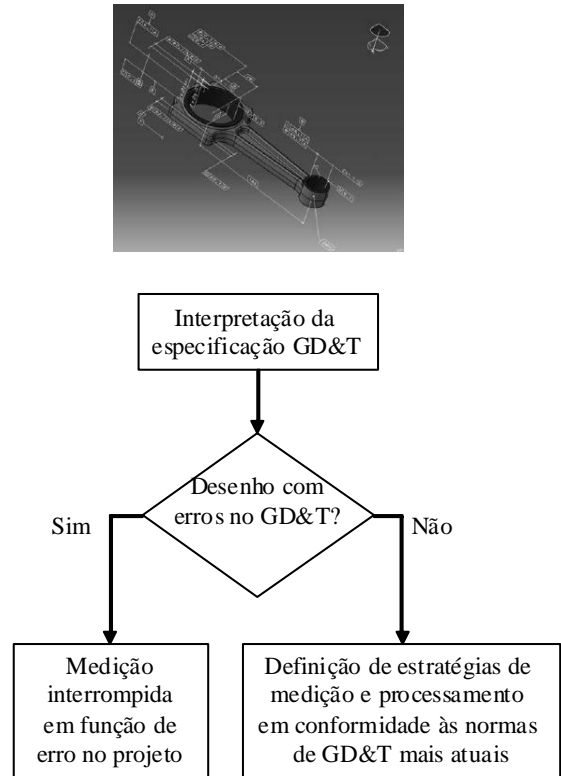 Interpretação da
especificação GD&T
Desenho com
erros no GD&T?
Sim
Não
Medição
interrompida
em função de
erro no projeto
Definição de estratégias de
medição e processamento
em conformidade às normas
de GD&T mais atuais